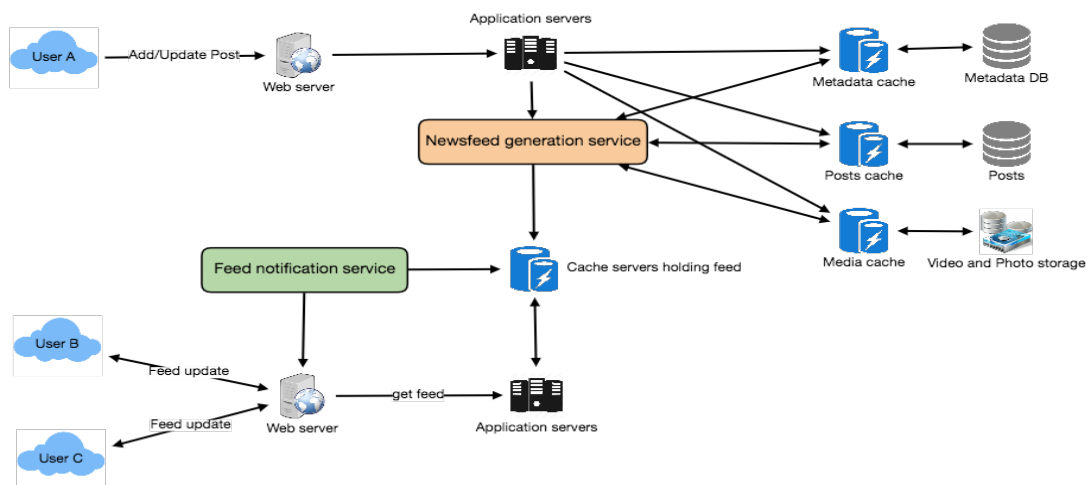 Application servers
User A
Add/Update Post
Web server
Metadata cache
Metadata DB
Newsfeed generation service
Posts cache
Posts
Feed notification service
Cache servers holding feed
Media cache
Video and Photo storage
User B
Feed update
get feed
Feed update
Web server
Application servers
User C